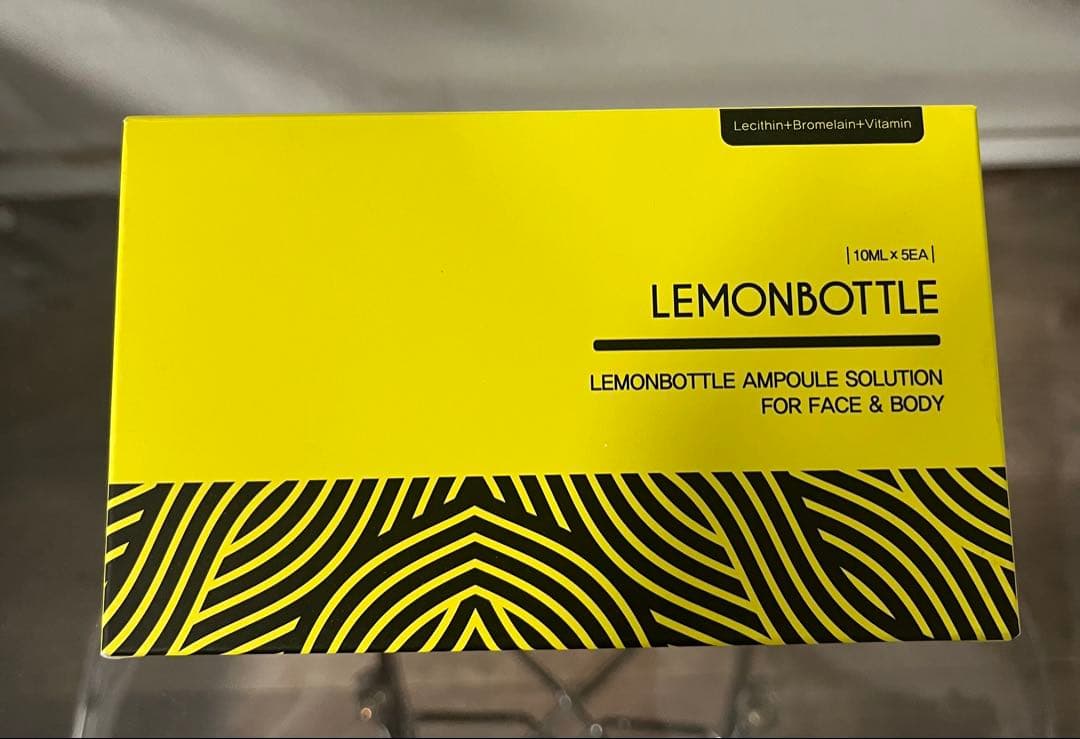 Lecithin+Bromelain+Vitamin
|10ML x 5EA|
LEMONBOTTLE
LEMONBOTTLE AMPOULE SOLUTION
FOR FACE & BODY